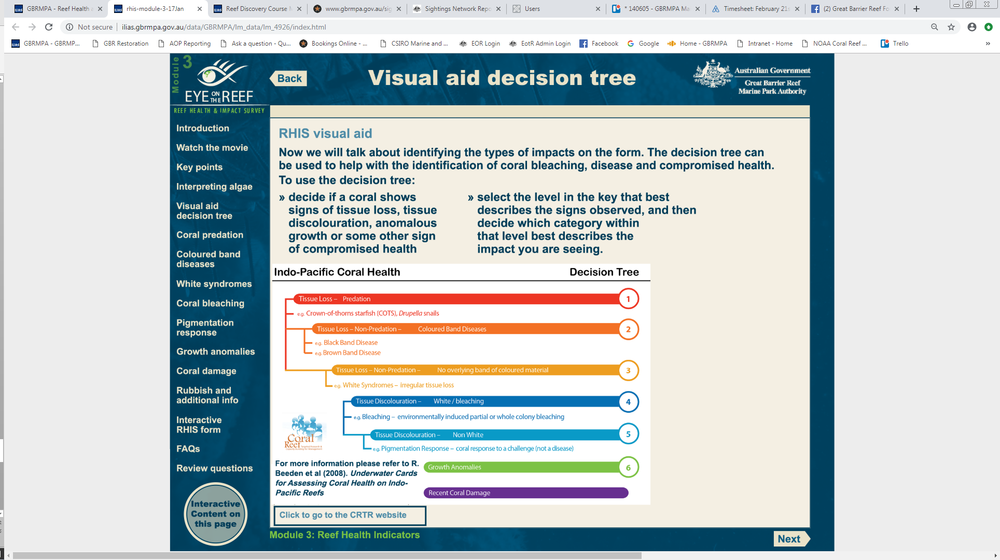 GBRMPA - Reef Health a
rhis-module-3-17Jan
Reef Discovery Course M
www.gbrmpa.gov.au/sig
Sightings Network Repo
Users
* 140605 - GBRMPA Ma
Timesheet: February 21s
(2) Great Barrier Reef Fo
Not secure
ilias.gbrmpa.gov.au/data/GBRMPA/lm_data/lm_4926/index.html
GBRMPA - GBRMP...
GBR Restoration
AOP Reporting
Ask a question - Qu...
Bookings Online - ...
CSIRO Marine and ...
EOR Login
EotR Admin Login
Facebook
Google
Home - GBRMPA
Intranet - Home
NOAA Coral Reef ...
Trello
»
Module 3
EYE ON THE REEF
REEF HEALTH & IMPACT SURVEY
Back
Visual aid decision tree
Australian Government
Great Barrier Reef
Marine Park Authority
Introduction
Watch the movie
Key points
Interpreting algae
Visual aid
decision tree
Coral predation
Coloured band
diseases
White syndromes
Coral bleaching
Pigmentation
response
Growth anomalies
Coral damage
Rubbish and
additional info
Interactive
RHIS form
FAQs
Review questions
Interactive
Content on
this page
RHIS visual aid
Now we will talk about identifying the types of impacts on the form. The decision tree can
be used to help with the identification of coral bleaching, disease and compromised health.
To use the decision tree:
» decide if a coral shows
signs of tissue loss, tissue
discolouration, anomalous
growth or some other sign
of compromised health
» select the level in the key that best
describes the signs observed, and then
decide which category within
that level best describes the
impact you are seeing.
Indo-Pacific Coral Health Decision Tree
Tissue Loss – Predation 1
e.g. Crown-of-thorns starfish (COTS), Drupella snails
Tissue Loss – Non-Predation – Coloured Band Diseases 2
e.g. Black Band Disease
e.g. Brown Band Disease
Tissue Loss – Non-Predation – No overlying band of coloured material 3
e.g. White Syndromes – irregular tissue loss
Tissue Discolouration – White / bleaching 4
e.g. Bleaching – environmentally induced partial or whole colony bleaching
Tissue Discolouration – Non White 5
e.g. Pigmentation Response – coral response to a challenge (not a disease)
Growth Anomalies 6
Recent Coral Damage
Coral
Reef
For more information please refer to R.
Beeden et al (2008). Underwater Cards
for Assessing Coral Health on Indo-
Pacific Reefs
Click to go to the CRTR website
Module 3: Reef Health Indicators
Next